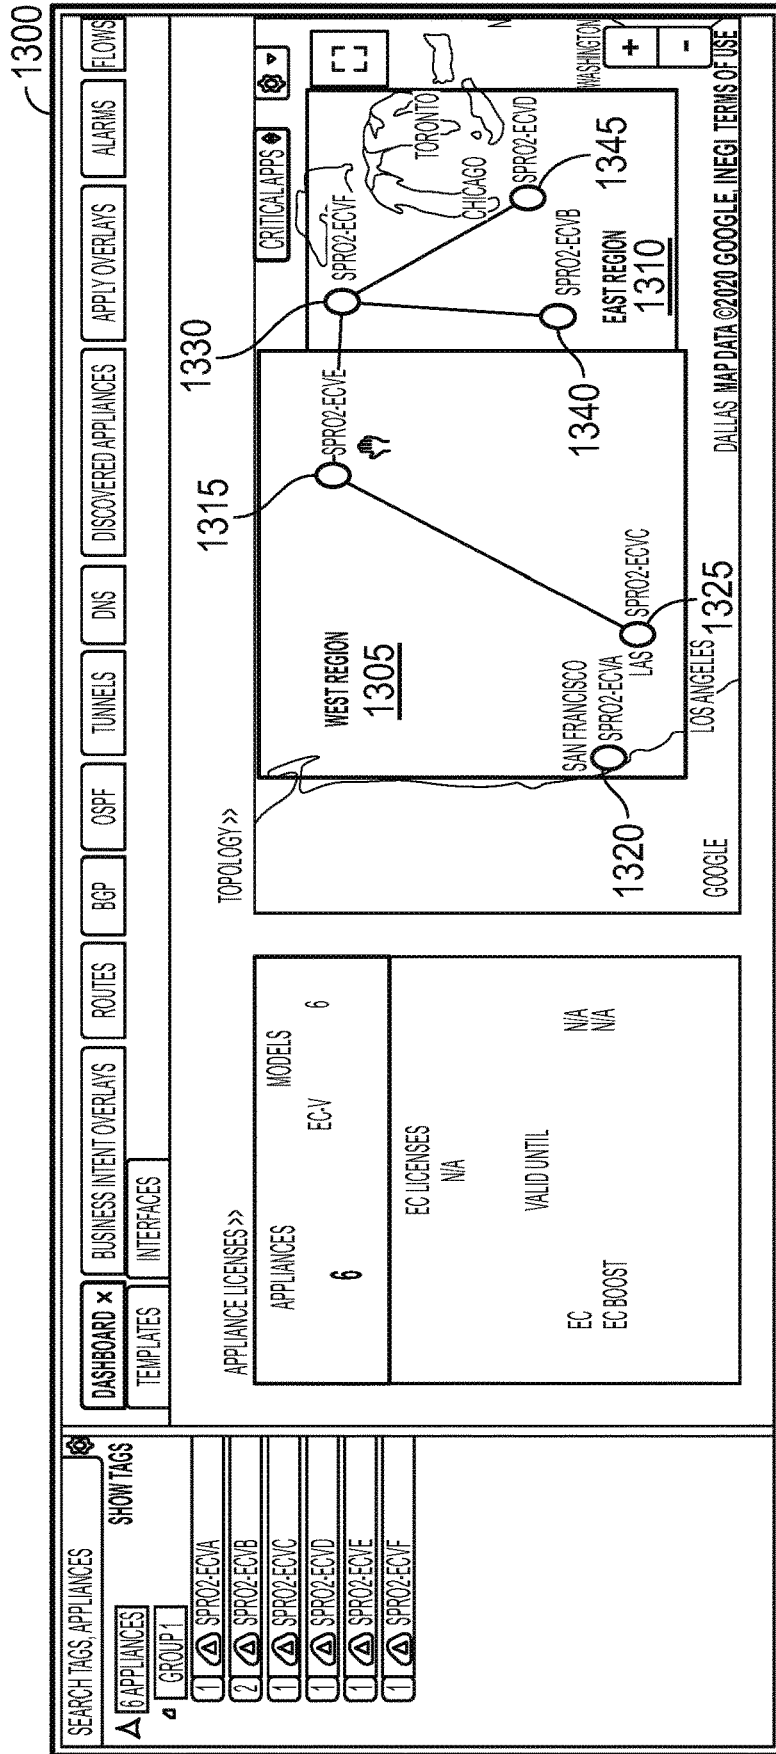 1300
SEARCH TAGS, APPLIANCES
SHOW TAGS
6 APPLIANCES
GROUP 1
1 SPRO2-ECVA
2 SPRO2-ECVB
1 SPRO2-ECVC
1 SPRO2-ECVD
1 SPRO2-ECVE
1 SPRO2-ECVF
DASHBOARD × BUSINESS INTENT OVERLAYS ROUTES BGP OSPF TUNNELS DNS DISCOVERED APPLIANCES APPLY OVERLAYS ALARMS FLOWS
TEMPLATES INTERFACES
APPLIANCE LICENSES >>
APPLIANCES MODELS
6 EC-V 6
EC LICENSES
N/A
VALID UNTIL
EC N/A
EC BOOST N/A
TOPOLOGY >>
CRITICAL APPS
1315
1330
WEST REGION
1305
SPRO2-ECVE
SPRO2-ECVF
TORONTO
CHICAGO
SPRO2-ECVD
1345
SPRO2-ECVB
EAST REGION
1310
1340
SAN FRANCISCO
SPRO2-ECVA
LAS
SPRO2-ECVC
1320
1325
LOS ANGELES
WASHINGTON
N
+
-
GOOGLE
DALLAS MAP DATA ©2020 GOOGLE, INEGI TERMS OF USE